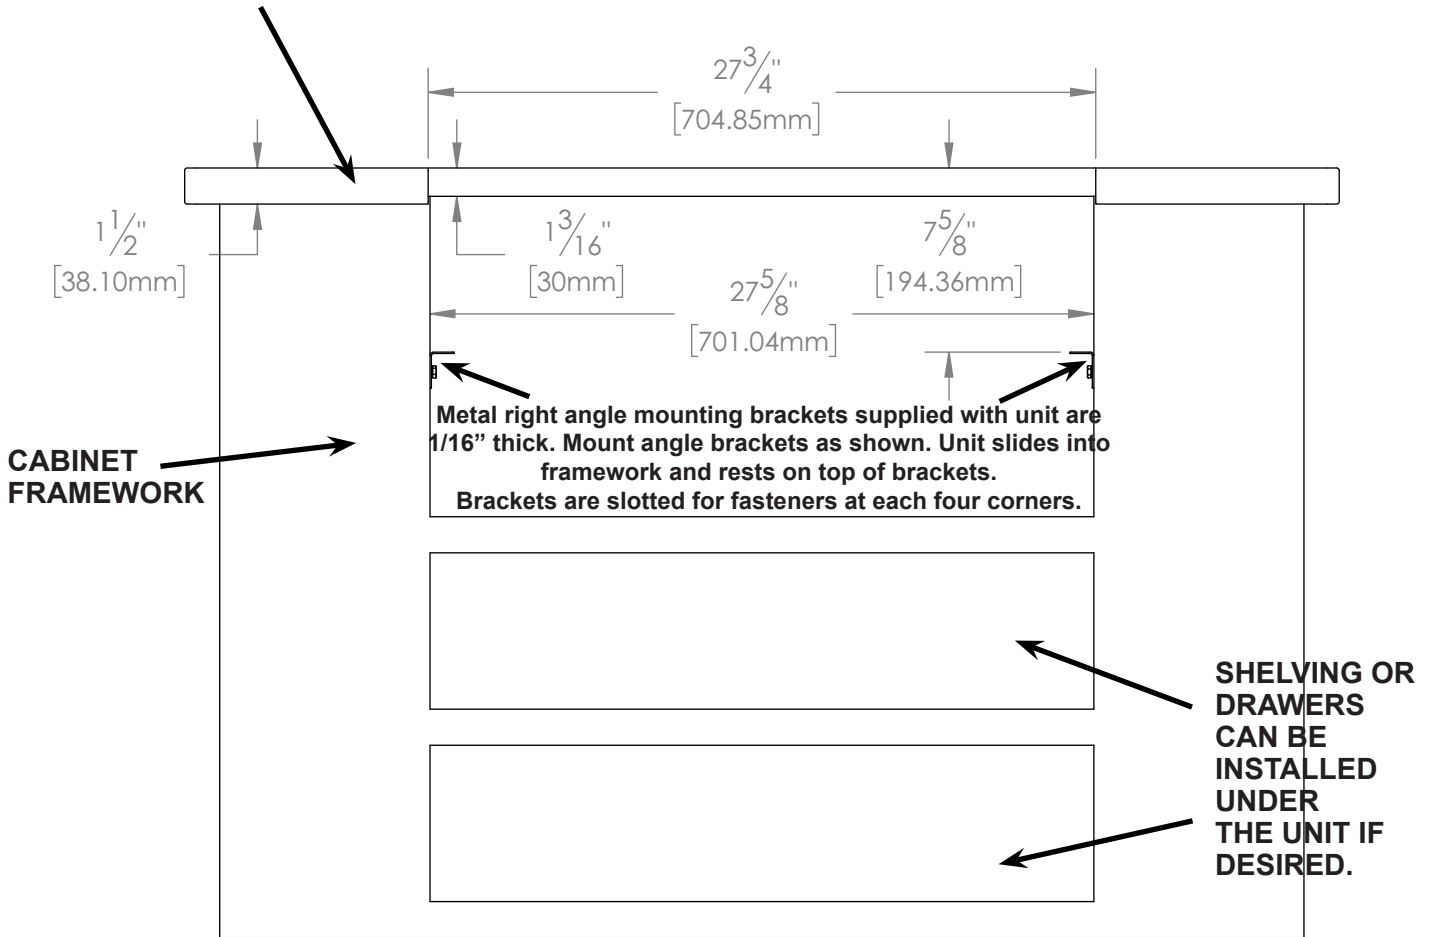 27 3/4"
[704.85mm]
1 1/2"
[38.10mm]
1 3/16"
[30mm]
7 5/8"
[194.36mm]
27 5/8"
[701.04mm]
Metal right angle mounting brackets supplied with unit are
1/16” thick. Mount angle brackets as shown. Unit slides into
framework and rests on top of brackets.
Brackets are slotted for fasteners at each four corners.
CABINET
FRAMEWORK
SHELVING OR
DRAWERS
CAN BE
INSTALLED
UNDER
THE UNIT IF
DESIRED.